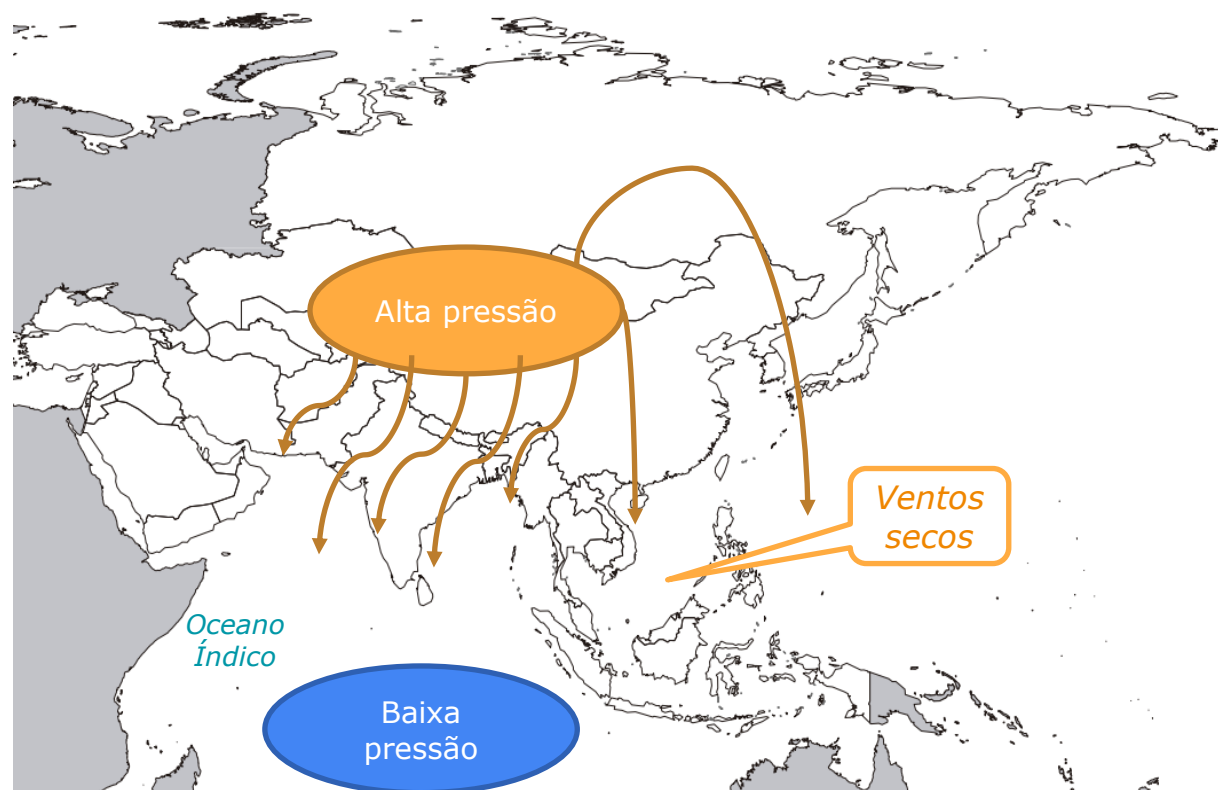 Alta pressão
Ventos
secos
Oceano
Índico
Baixa
pressão